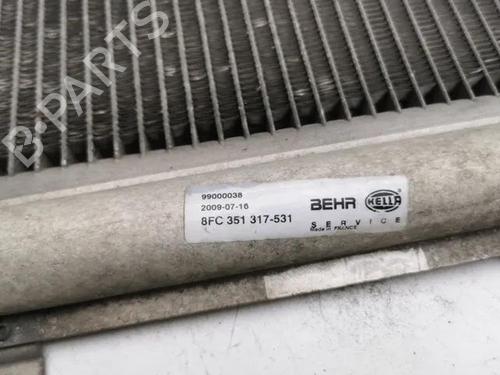 B-PARTS
99000038
2009-07-16
8FC 351 317-531
BEHR HELLA
SERVICE
Made in FRANCE